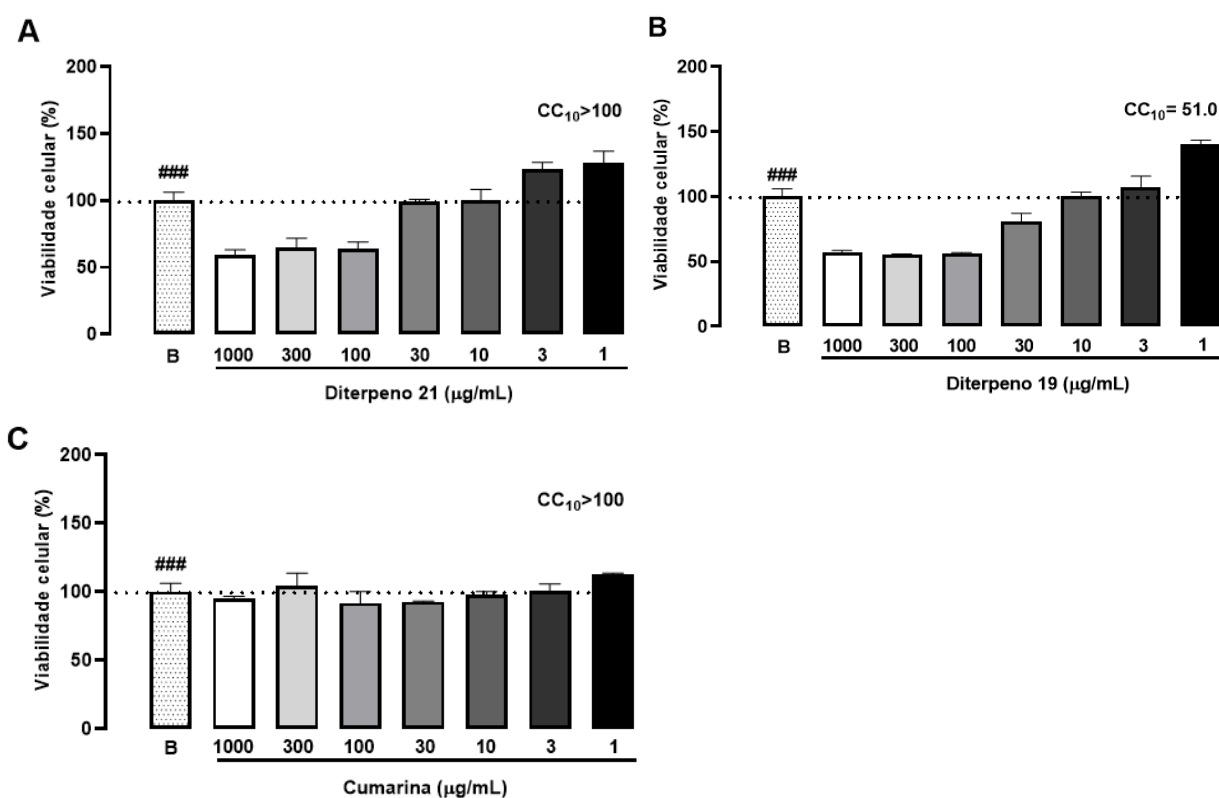 A
Viabilidade celular (%)
200
150
100
50
0
CC10>100
###
B 1000 300 100 30 10 3 1
Diterpeno 21 (μg/mL)
B
Viabilidade celular (%)
200
150
100
50
0
CC10= 51.0
###
B 1000 300 100 30 10 3 1
Diterpeno 19 (μg/mL)
C
Viabilidade celular (%)
200
150
100
50
0
CC10>100
###
B 1000 300 100 30 10 3 1
Cumarina (μg/mL)